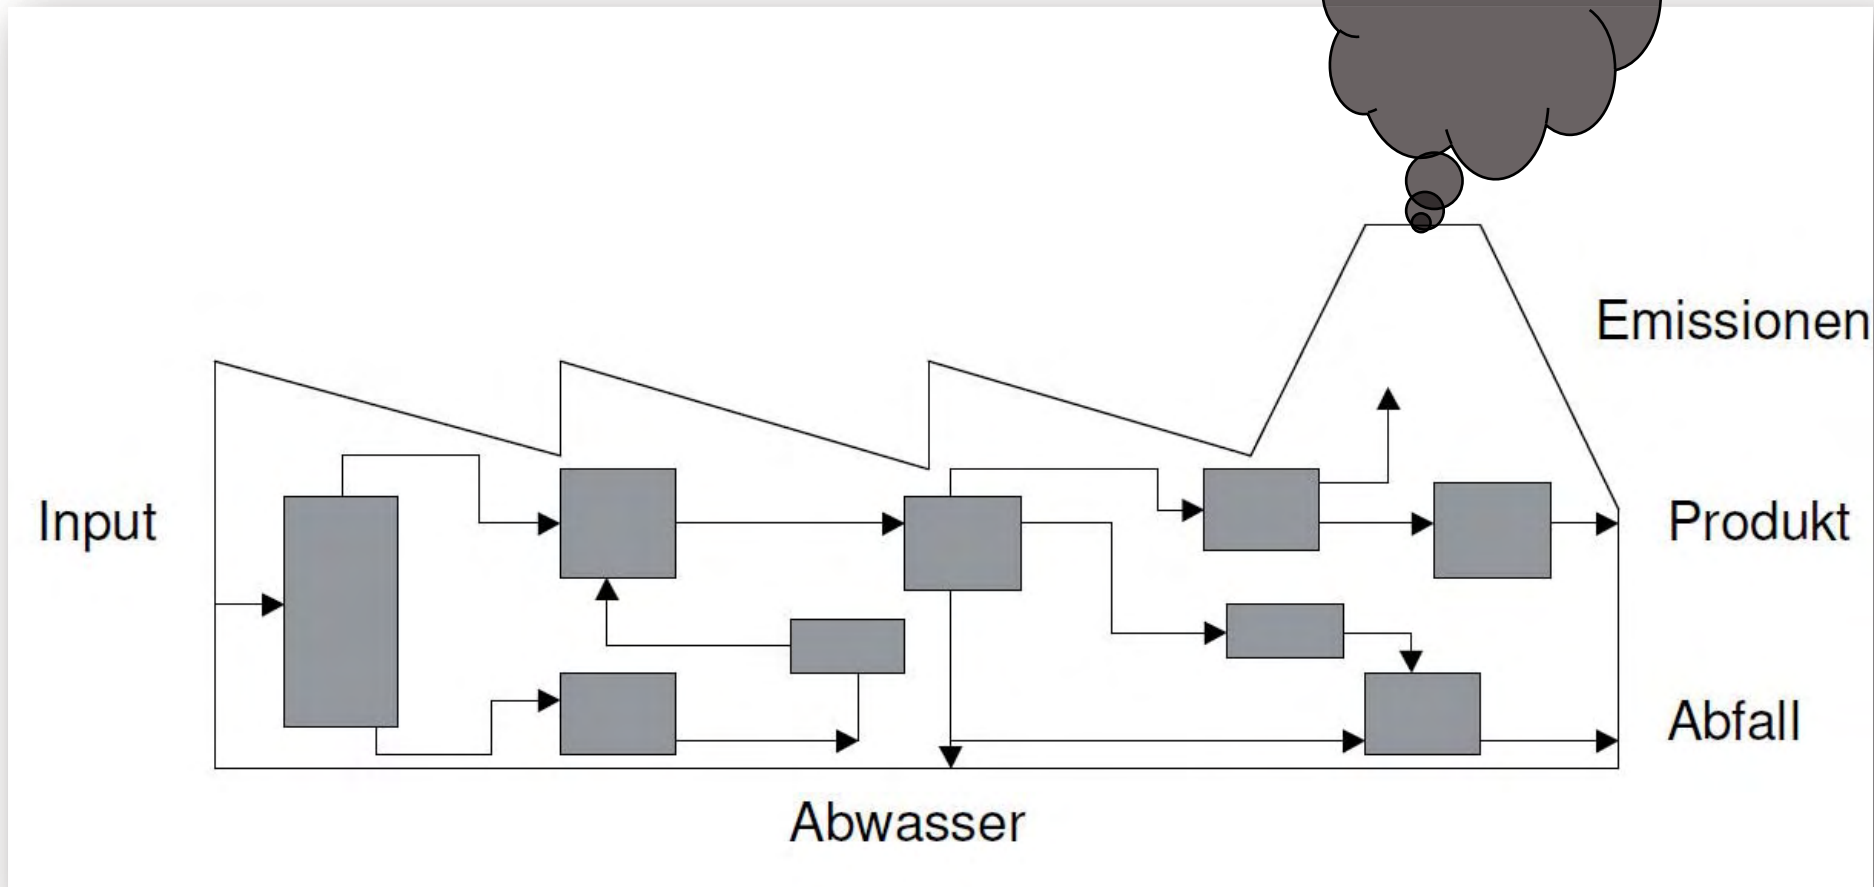 Emissionen
Input
Produkt
Abfall
Abwasser